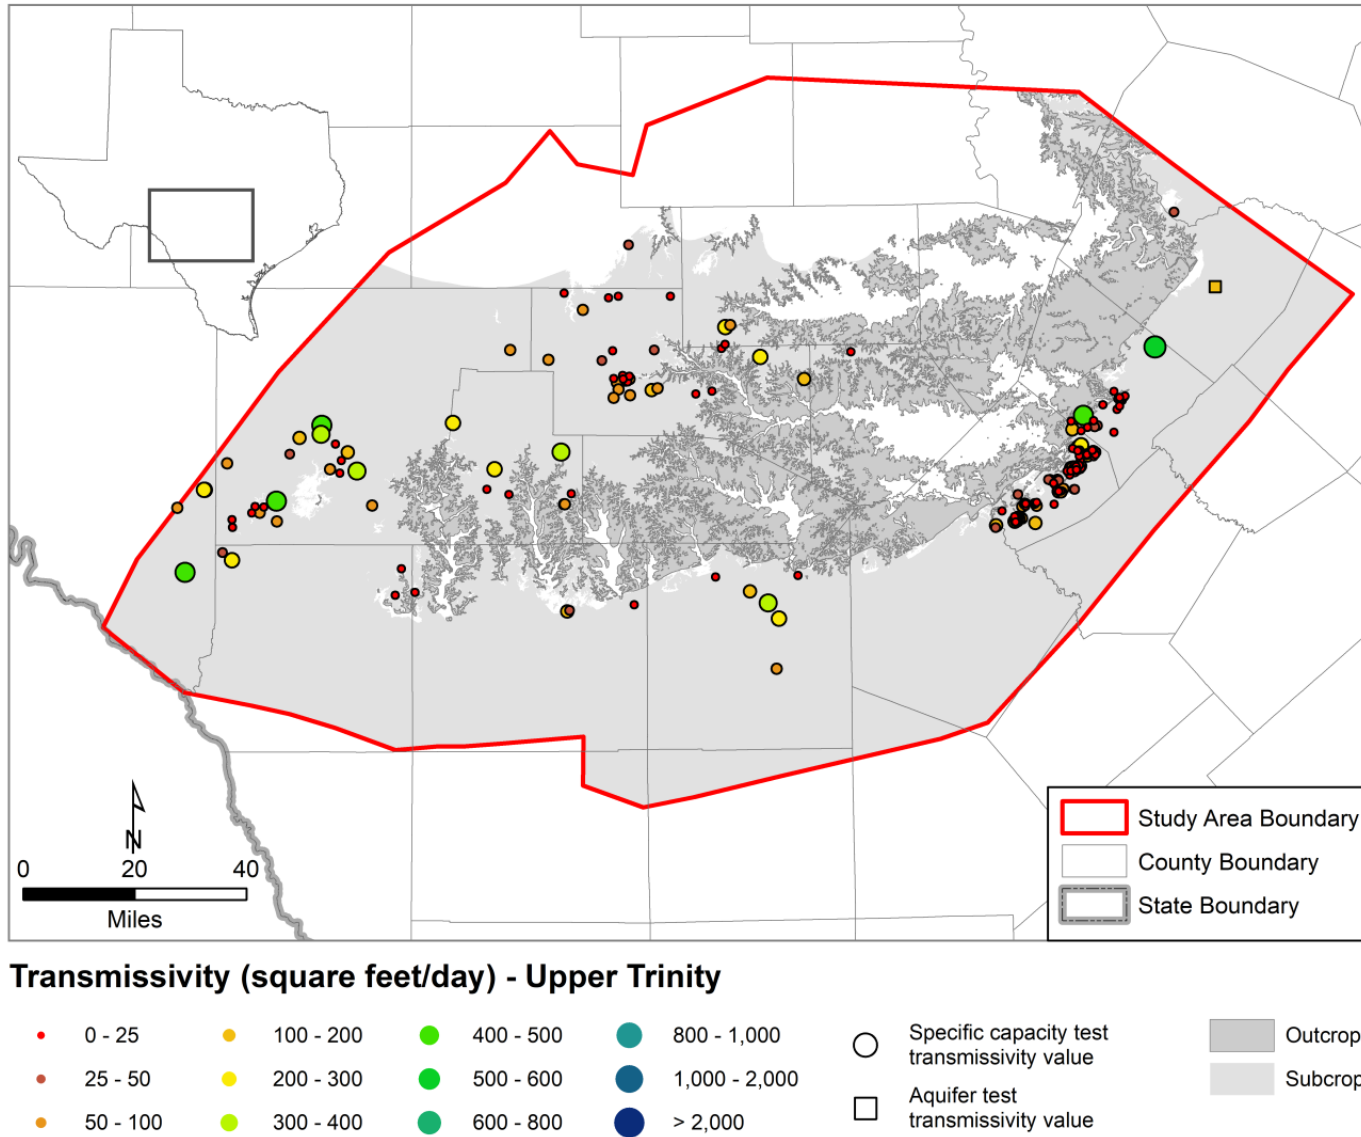 N
0 20 40
Miles
Study Area Boundary
County Boundary
State Boundary
Transmissivity (square feet/day) - Upper Trinity
0 - 25
25 - 50
50 - 100
100 - 200
200 - 300
300 - 400
400 - 500
500 - 600
600 - 800
800 - 1,000
1,000 - 2,000
> 2,000
Specific capacity test
transmissivity value
Aquifer test
transmissivity value
Outcrop
Subcrop